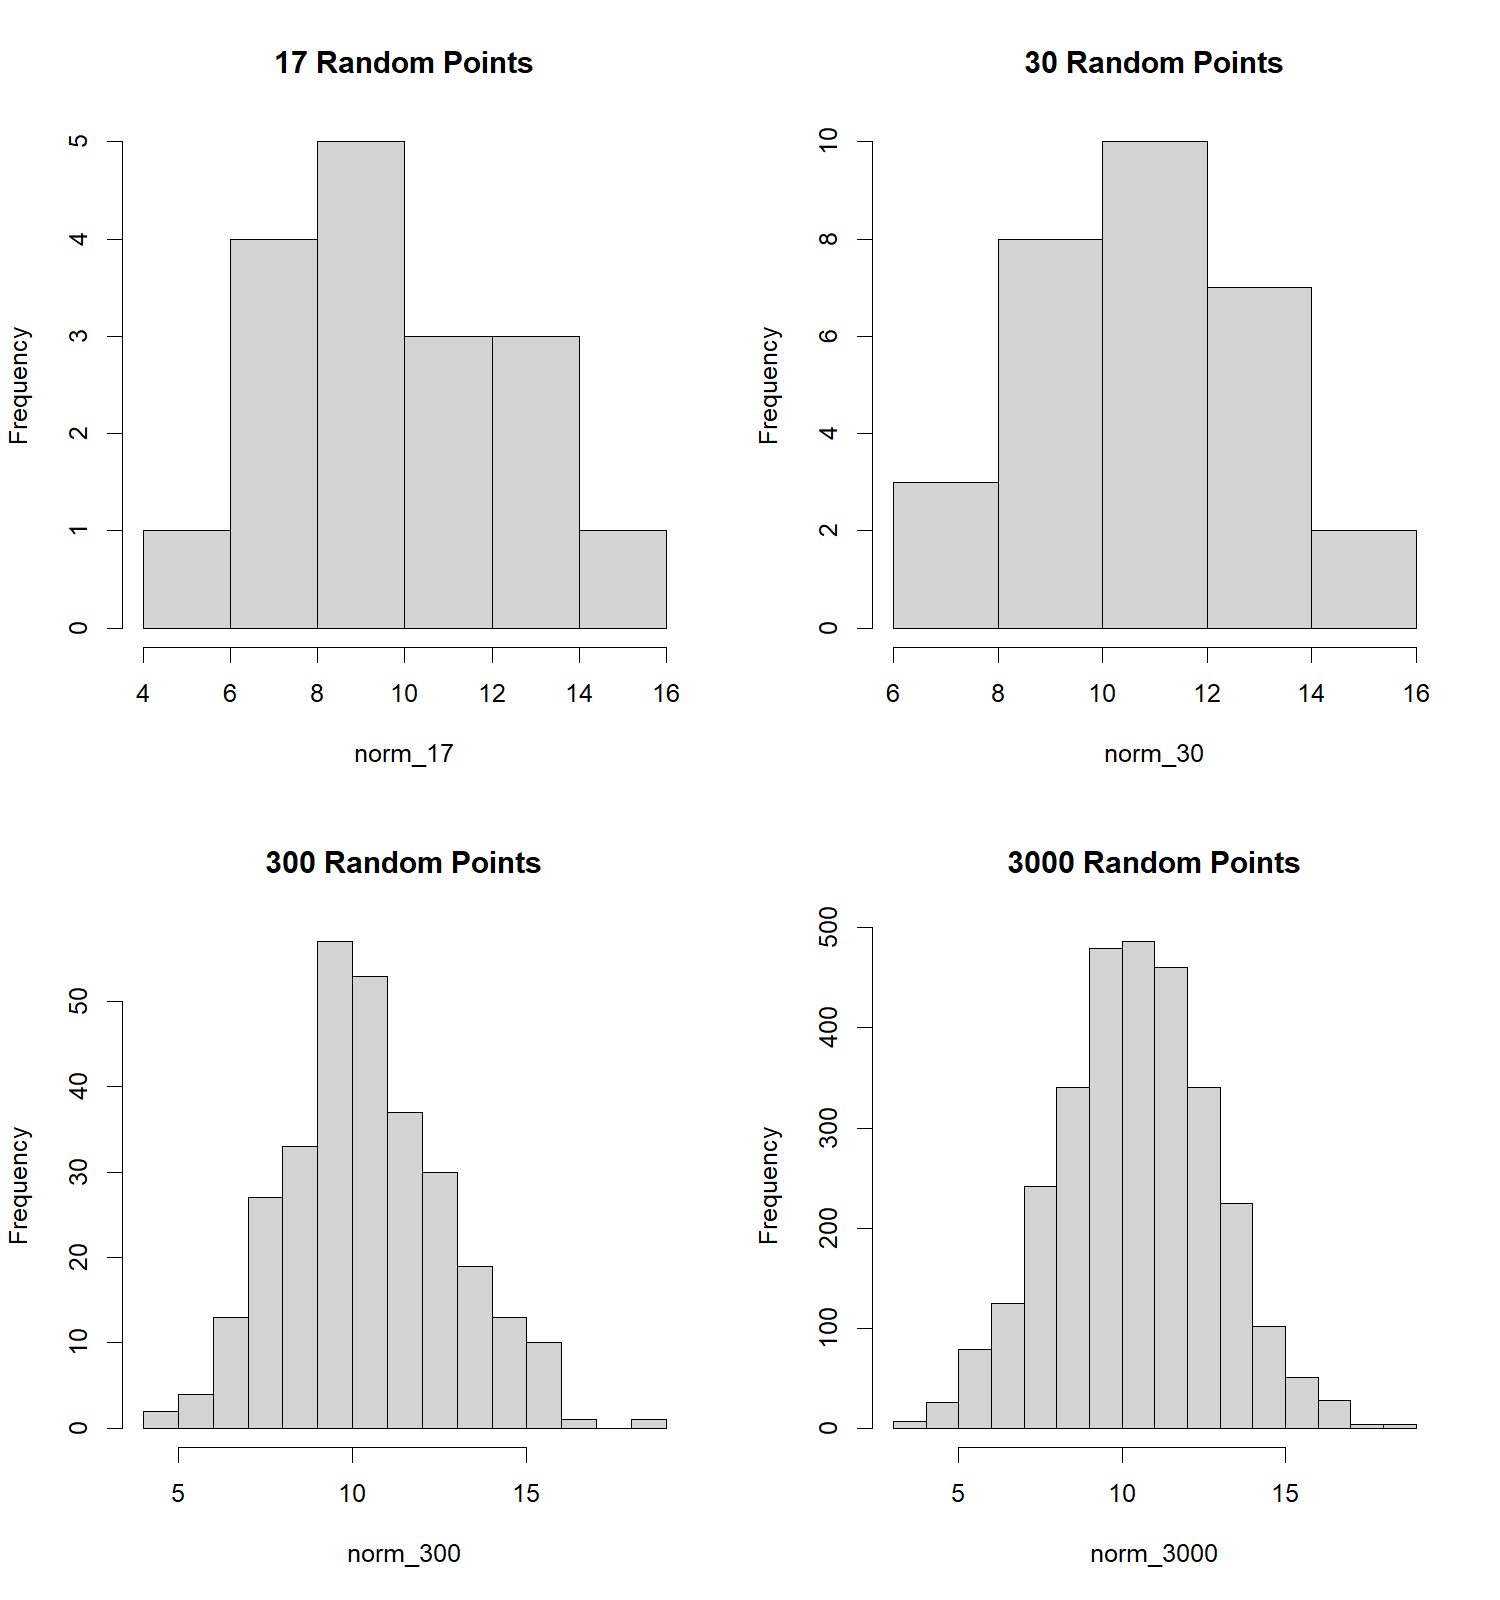 17 Random Points
Frequency
5
4
3
2
1
0
4 6 8 10 12 14 16
norm_17
30 Random Points
Frequency
10
8
6
4
2
0
6 8 10 12 14 16
norm_30
300 Random Points
Frequency
50
40
30
20
10
0
5 10 15
norm_300
3000 Random Points
Frequency
500
400
300
200
100
0
5 10 15
norm_3000